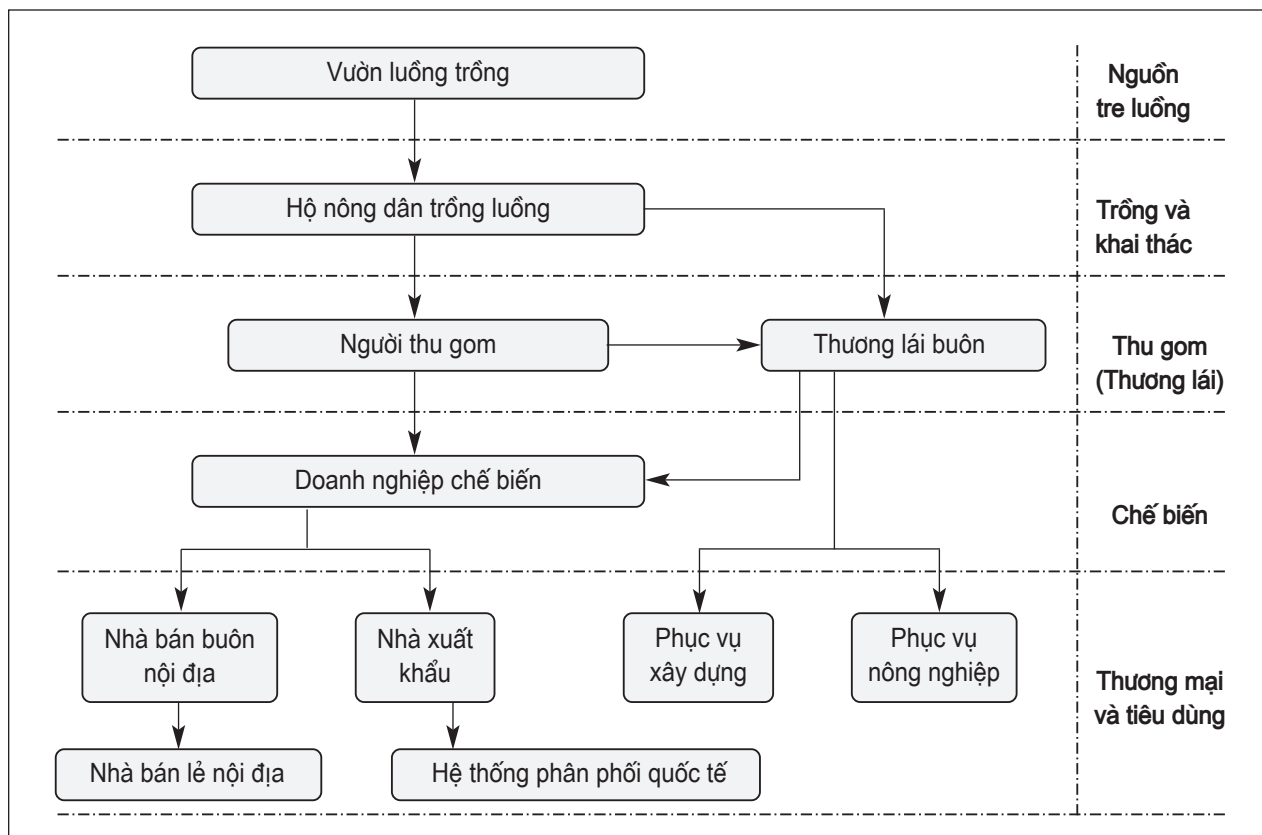 Vườn luồng trồng
Nguồn
tre luồng
Hộ nông dân trồng luồng
Trồng và
khai thác
Người thu gom
Thương lái buôn
Thu gom
(Thương lái)
Doanh nghiệp chế biến
Chế biến
Nhà bán buôn
nội địa
Nhà xuất
khẩu
Phục vụ
xây dựng
Phục vụ
nông nghiệp
Thương mại
và tiêu dùng
Nhà bán lẻ nội địa
Hệ thống phân phối quốc tế